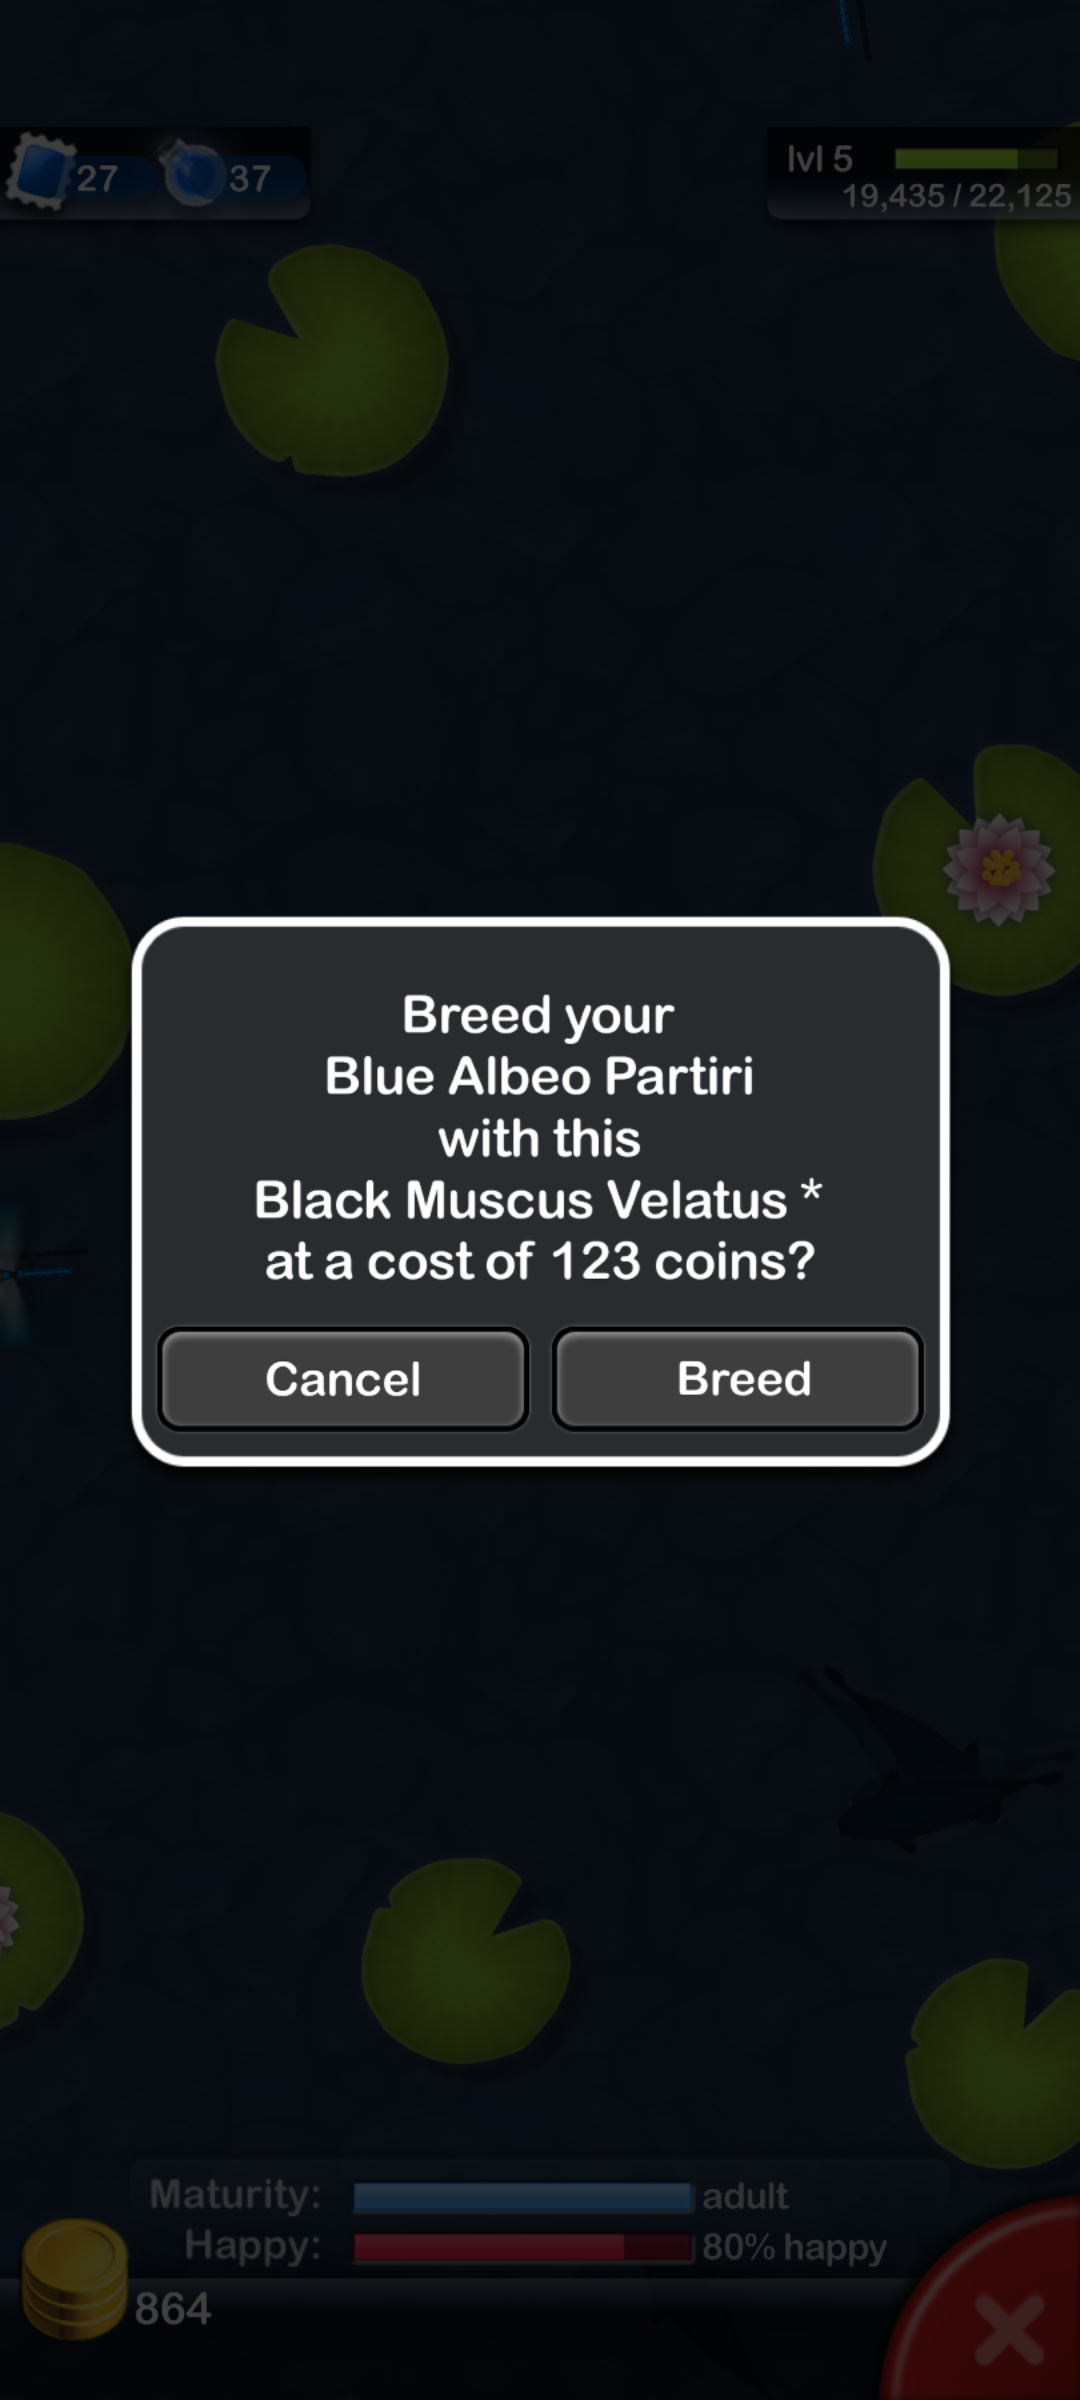 27
37
lvl 5
19,435 / 22,125
Breed your
Blue Albeo Partiri
with this
Black Muscus Velatus *
at a cost of 123 coins?
Cancel
Breed
Maturity:
adult
Happy:
80% happy
864